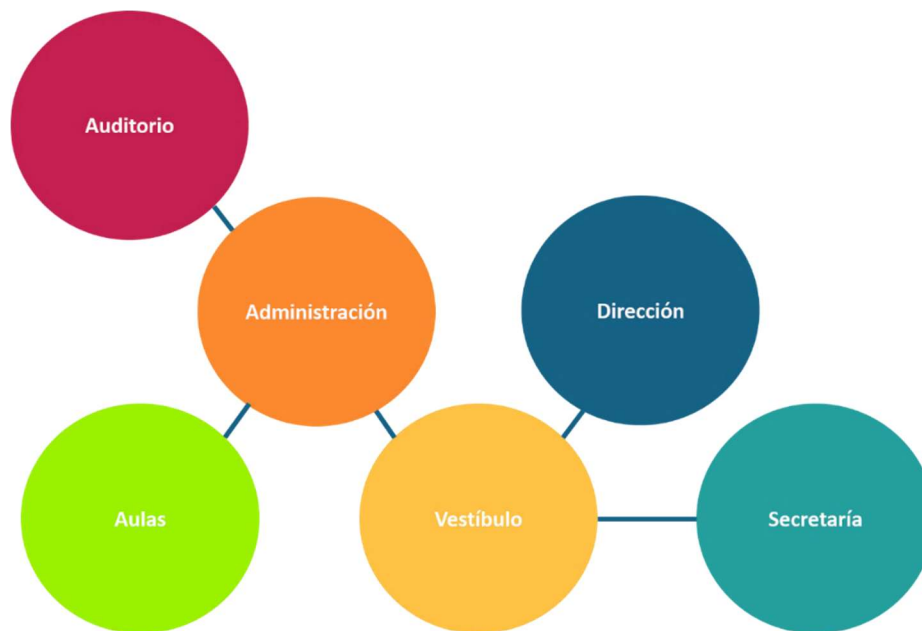 Auditorio
Administración
Dirección
Aulas
Vestíbulo
Secretaría